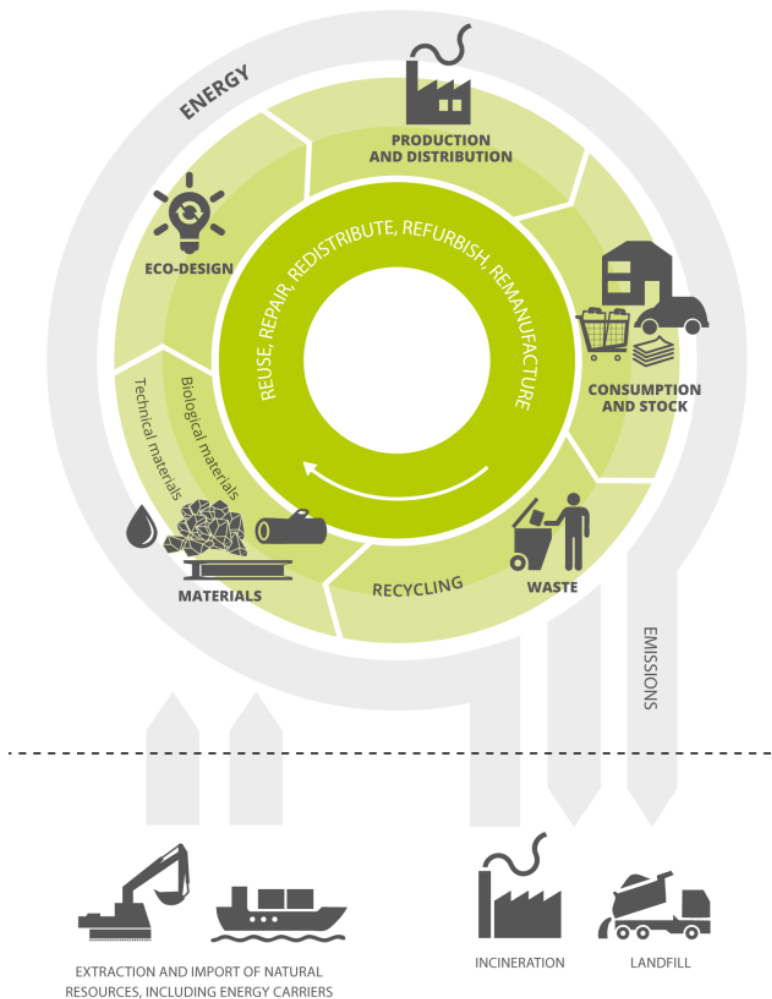 ENERGY
PRODUCTION
AND DISTRIBUTION
REUSE, REPAIR, REDISTRIBUTE, REFURBISH, REMANUFACTURE
ECO-DESIGN
CONSUMPTION
AND STOCK
Technical materials
Biological materials
MATERIALS
RECYCLING
WASTE
EMISSIONS
EXTRACTION AND IMPORT OF NATURAL
RESOURCES, INCLUDING ENERGY CARRIERS
INCINERATION
LANDFILL